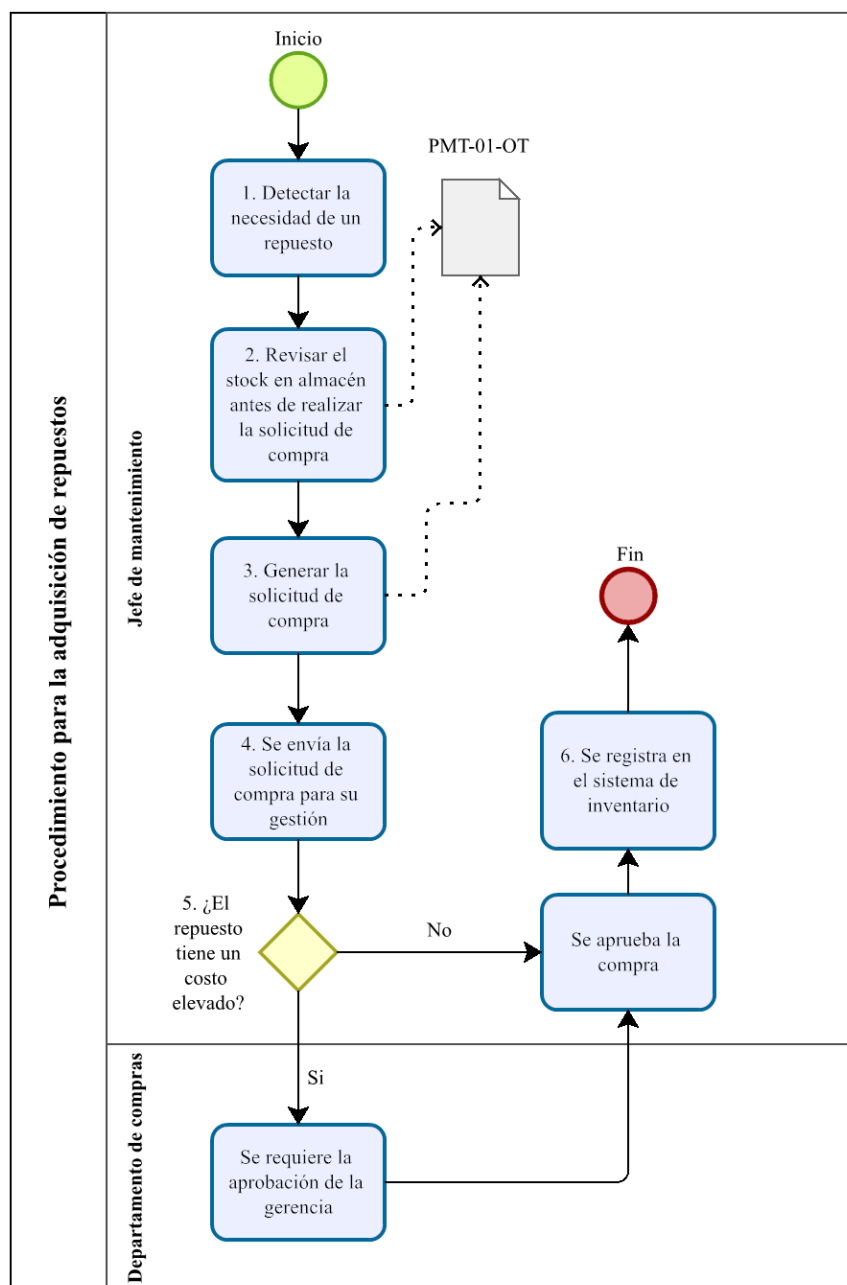 Procedimiento para la adquisición de repuestos
Jefe de mantenimiento
Inicio
PMT-01-OT
1. Detectar la
necesidad de un
repuesto
2. Revisar el
stock en almacén
antes de realizar
la solicitud de
compra
3. Generar la
solicitud de
compra
Fin
4. Se envía la
solicitud de
compra para su
gestión
6. Se registra en
el sistema de
inventario
5. ¿El
repuesto
tiene un
costo
elevado?
No
Se aprueba la
compra
Departamento de compras
Si
Se requiere la
aprobación de la
gerencia